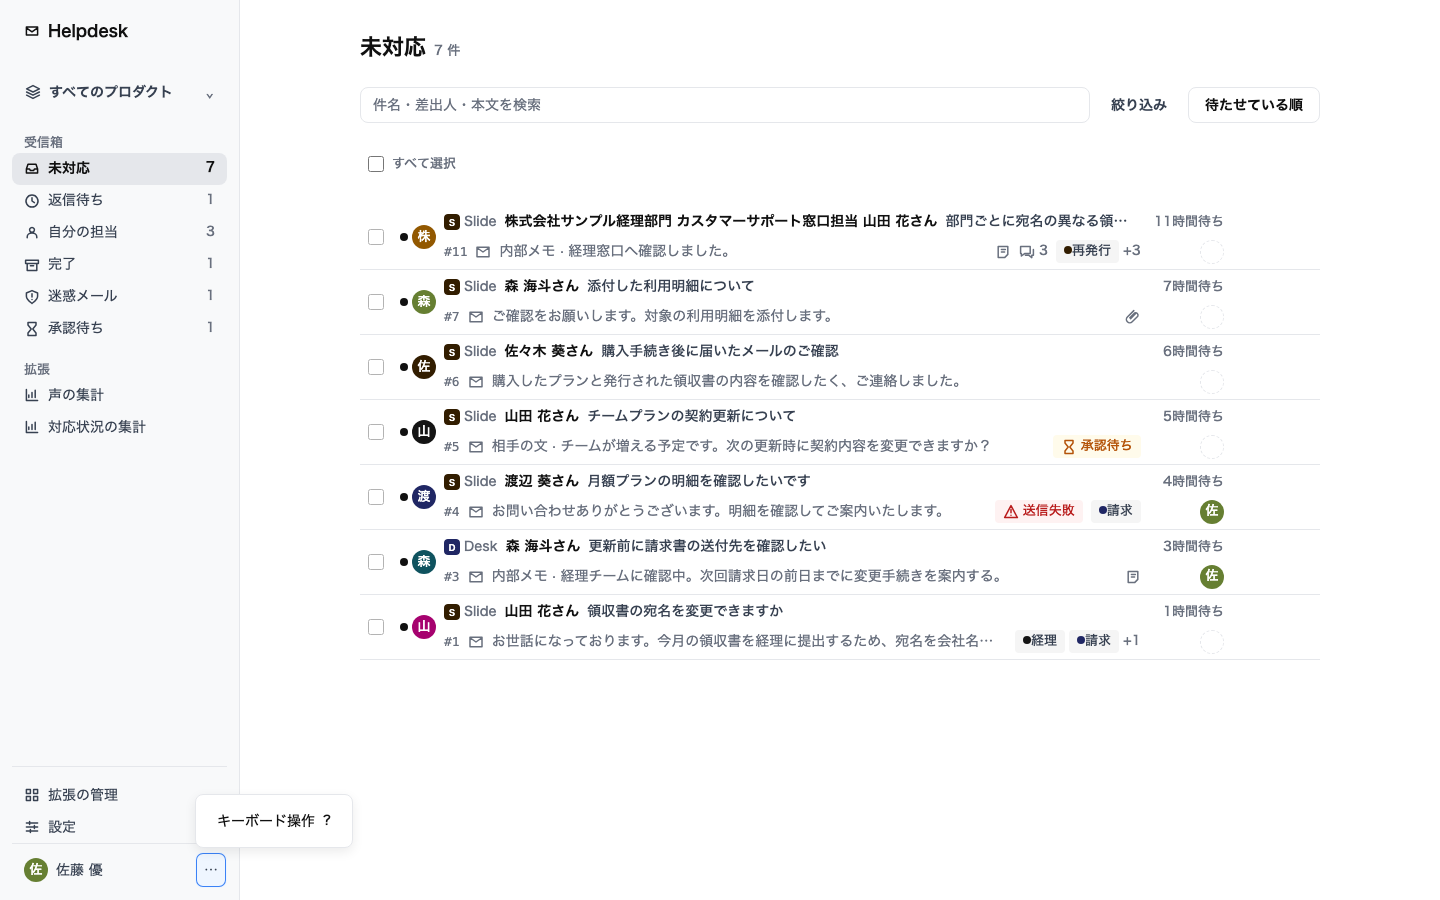 Helpdesk
すべてのプロダクト
受信箱
未対応 7
返信待ち 1
自分の担当 3
完了 1
迷惑メール 1
承認待ち 1
拡張
声の集計
対応状況の集計
拡張の管理
設定
佐 佐藤 優 …
キーボード操作 ?
未対応 7 件
件名・差出人・本文を検索 絞り込み 待たせている順
すべて選択
株 S Slide 株式会社サンプル経理部門 カスタマーサポート窓口担当 山田 花さん 部門ごとに宛名の異なる領… 11時間待ち
#11 内部メモ · 経理窓口へ確認しました。 3 再発行 +3
森 S Slide 森 海斗さん 添付した利用明細について 7時間待ち
#7 ご確認をお願いします。対象の利用明細を添付します。
佐 S Slide 佐々木 葵さん 購入手続き後に届いたメールのご確認 6時間待ち
#6 購入したプランと発行された領収書の内容を確認したく、ご連絡しました。
山 S Slide 山田 花さん チームプランの契約更新について 5時間待ち
#5 相手の文 · チームが増える予定です。次の更新時に契約内容を変更できますか？ 承認待ち
渡 S Slide 渡辺 葵さん 月額プランの明細を確認したいです 4時間待ち
#4 お問い合わせありがとうございます。明細を確認してご案内いたします。 送信失敗 請求 佐
森 D Desk 森 海斗さん 更新前に請求書の送付先を確認したい 3時間待ち
#3 内部メモ · 経理チームに確認中。次回請求日の前日までに変更手続きを案内する。 佐
山 S Slide 山田 花さん 領収書の宛名を変更できますか 1時間待ち
#1 お世話になっております。今月の領収書を経理に提出するため、宛名を会社名… 経理 請求 +1